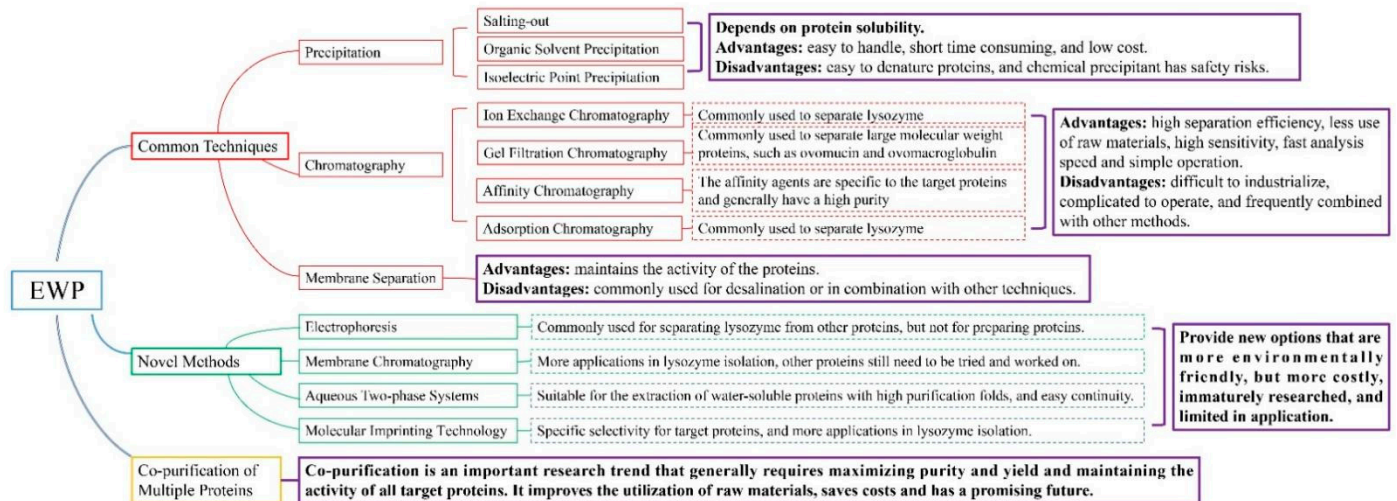 EWP
Common Techniques
Precipitation
Salting-out
Organic Solvent Precipitation
Isoelectric Point Precipitation
Depends on protein solubility.
Advantages: easy to handle, short time consuming, and low cost.
Disadvantages: easy to denature proteins, and chemical precipitant has safety risks.
Chromatography
Ion Exchange Chromatography
Commonly used to separate lysozyme
Gel Filtration Chromatography
Commonly used to separate large molecular weight
proteins, such as ovomucin and ovomacroglobulin
Affinity Chromatography
The affinity agents are specific to the target proteins
and generally have a high purity
Adsorption Chromatography
Commonly used to separate lysozyme
Advantages: high separation efficiency, less use
of raw materials, high sensitivity, fast analysis
speed and simple operation.
Disadvantages: difficult to industrialize,
complicated to operate, and frequently combined
with other methods.
Membrane Separation
Advantages: maintains the activity of the proteins.
Disadvantages: commonly used for desalination or in combination with other techniques.
Novel Methods
Electrophoresis
Commonly used for separating lysozyme from other proteins, but not for preparing proteins.
Membrane Chromatography
More applications in lysozyme isolation, other proteins still need to be tried and worked on.
Aqueous Two-phase Systems
Suitable for the extraction of water-soluble proteins with high purification folds, and easy continuity.
Molecular Imprinting Technology
Specific selectivity for target proteins, and more applications in lysozyme isolation.
Provide new options that are
more environmentally
friendly, but more costly,
immaturely researched, and
limited in application.
Co-purification of
Multiple Proteins
Co-purification is an important research trend that generally requires maximizing purity and yield and maintaining the
activity of all target proteins. It improves the utilization of raw materials, saves costs and has a promising future.